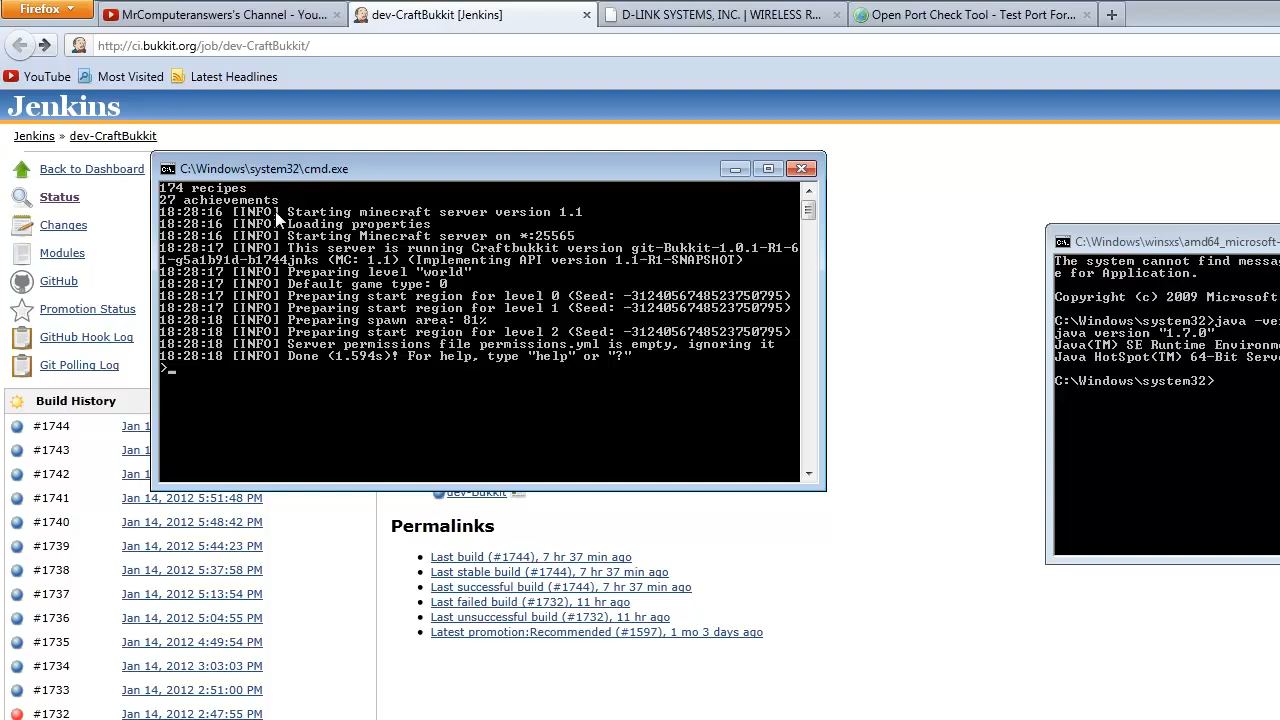 Firefox
MrComputeranswers's Channel - You...
dev-CraftBukkit [Jenkins]
D-LINK SYSTEMS, INC. | WIRELESS R...
Open Port Check Tool - Test Port For...
http://ci.bukkit.org/job/dev-CraftBukkit/
YouTube
Most Visited
Latest Headlines
Jenkins
Jenkins » dev-CraftBukkit
Back to Dashboard
Status
Changes
Modules
GitHub
Promotion Status
GitHub Hook Log
Git Polling Log
Build History
#1744 Jan 1
#1743 Jan 1
#1742 Jan 1
#1741 Jan 14, 2012 5:51:48 PM
#1740 Jan 14, 2012 5:48:42 PM
#1739 Jan 14, 2012 5:44:23 PM
#1738 Jan 14, 2012 5:37:58 PM
#1737 Jan 14, 2012 5:13:54 PM
#1736 Jan 14, 2012 5:04:55 PM
#1735 Jan 14, 2012 4:49:54 PM
#1734 Jan 14, 2012 3:03:03 PM
#1733 Jan 14, 2012 2:51:00 PM
#1732 Jan 14, 2012 2:47:55 PM
C:\Windows\system32\cmd.exe
174 recipes
27 achievements
18:28:16 [INFO] Starting minecraft server version 1.1
18:28:16 [INFO] Loading properties
18:28:16 [INFO] Starting Minecraft server on *:25565
18:28:17 [INFO] This server is running Craftbukkit version git-Bukkit-1.0.1-R1-6
1-g5a1b91d-b1744jnks (MC: 1.1) (Implementing API version 1.1-R1-SNAPSHOT)
18:28:17 [INFO] Preparing level "world"
18:28:17 [INFO] Default game type: 0
18:28:17 [INFO] Preparing start region for level 0 (Seed: -3124056748523750795)
18:28:17 [INFO] Preparing start region for level 1 (Seed: -3124056748523750795)
18:28:18 [INFO] Preparing spawn area: 81%
18:28:18 [INFO] Preparing start region for level 2 (Seed: -3124056748523750795)
18:28:18 [INFO] Server permissions file permissions.yml is empty, ignoring it
18:28:18 [INFO] Done (1.594s)! For help, type "help" or "?"
>_
dev-Bukkit
Permalinks
Last build (#1744), 7 hr 37 min ago
Last stable build (#1744), 7 hr 37 min ago
Last successful build (#1744), 7 hr 37 min ago
Last failed build (#1732), 11 hr ago
Last unsuccessful build (#1732), 11 hr ago
Latest promotion:Recommended (#1597), 1 mo 3 days ago
C:\Windows\winsxs\amd64_microsoft-
The system cannot find messa
e for Application.
Copyright (c) 2009 Microsoft
C:\Windows\system32>java -ve
java version "1.7.0"
Java(TM) SE Runtime Environm
Java HotSpot(TM) 64-Bit Serv
C:\Windows\system32>